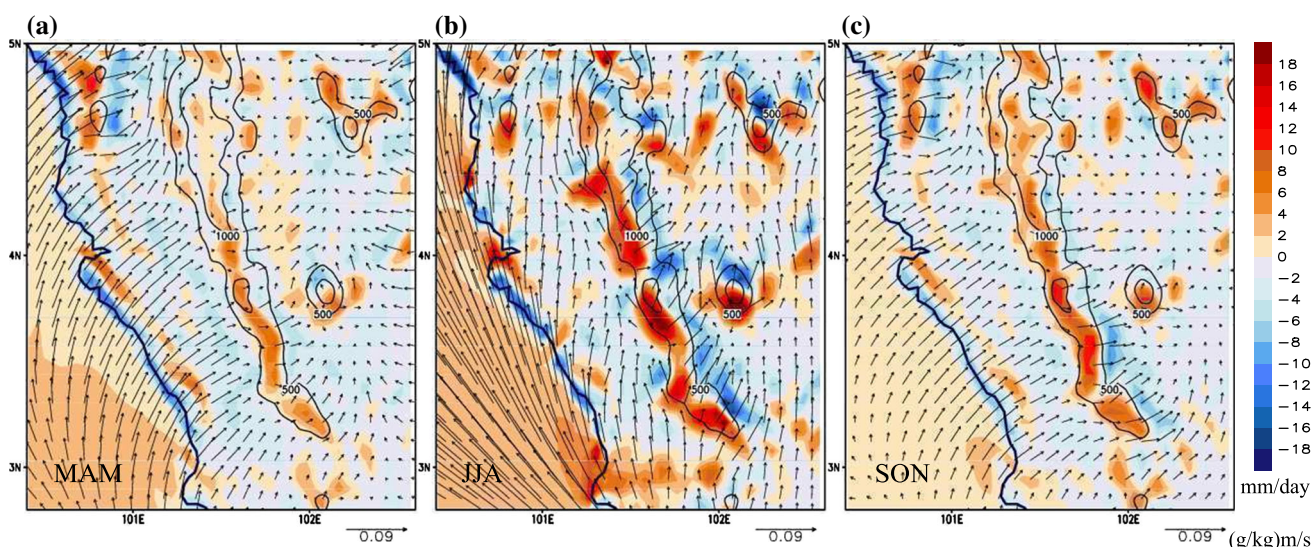 (a) (b) (c)
5N 5N 5N
4N 4N 4N
3N 3N 3N
500 500 500
1000 1000 1000
500 500
500 500 500
MAM JJA SON
101E 102E 101E 102E 101E 102E
0.09 0.09 0.09
18
16
14
12
10
8
6
4
2
0
−2
−4
−6
−8
−10
−12
−14
−16
−18
mm/day
(g/kg)m/s